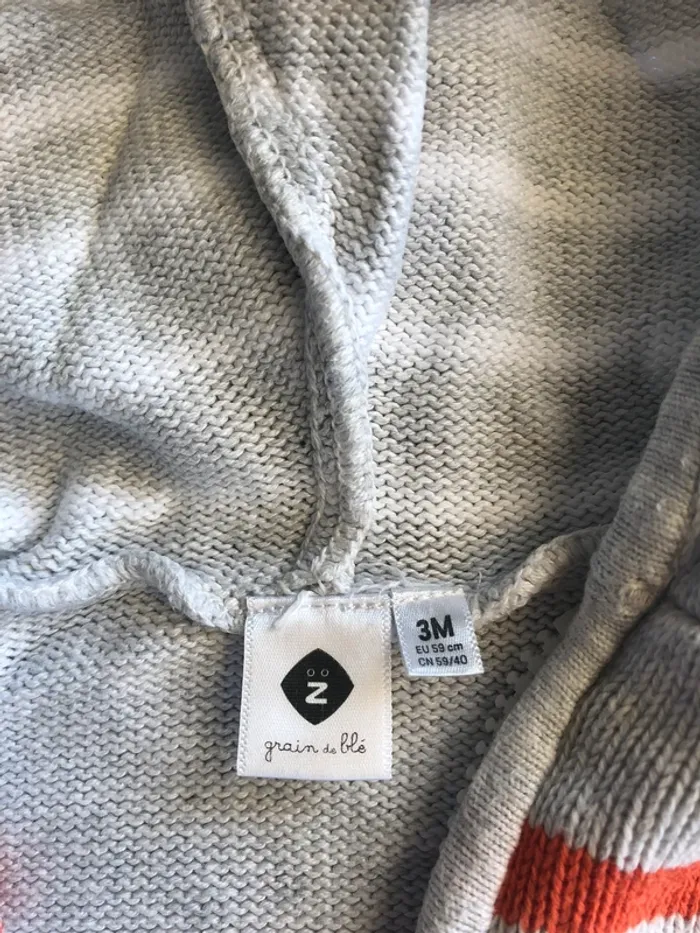 Z
grain de blé
3M
EU 59 cm
CN 59/40